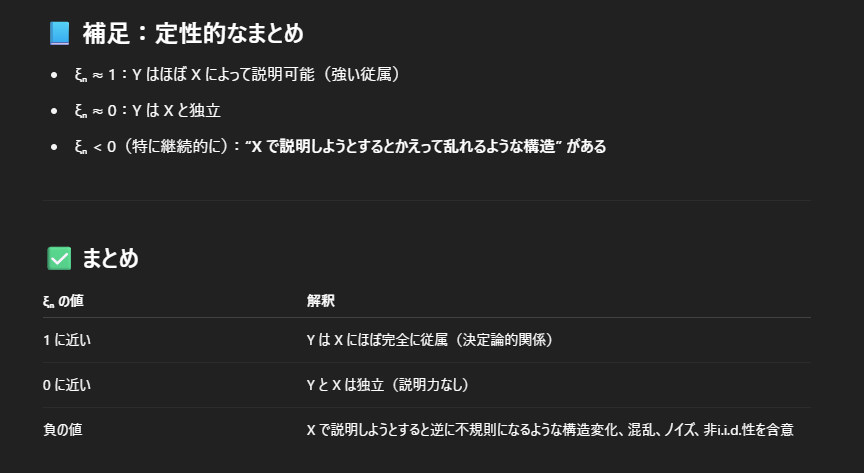 📘 補足：定性的なまとめ
• ξₙ ≈ 1：Y はほぼ X によって説明可能（強い従属）
• ξₙ ≈ 0：Y は X と独立
• ξₙ < 0（特に継続的に）：“X で説明しようとするとかえって乱れるような構造” がある
✅ まとめ
ξₙ の値 解釈
1 に近い Y は X にほぼ完全に従属（決定論的関係）
0 に近い Y と X は独立（説明力なし）
負の値 X で説明しようとすると逆に不規則になるような構造変化、混乱、ノイズ、非i.i.d.性を含意